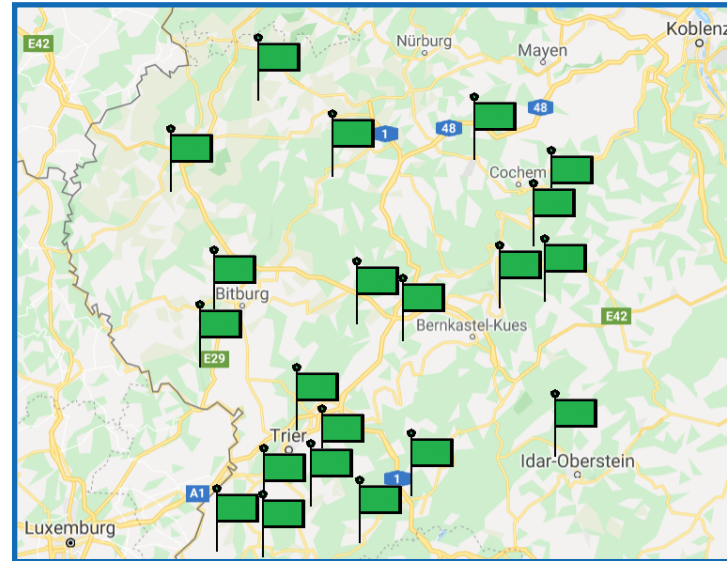 Koblenz
E42
Nürburg
Mayen
48
1
48
Cochem
Bitburg
E42
Bernkastel-Kues
E29
Trier
Idar-Oberstein
1
A1
Luxemburg